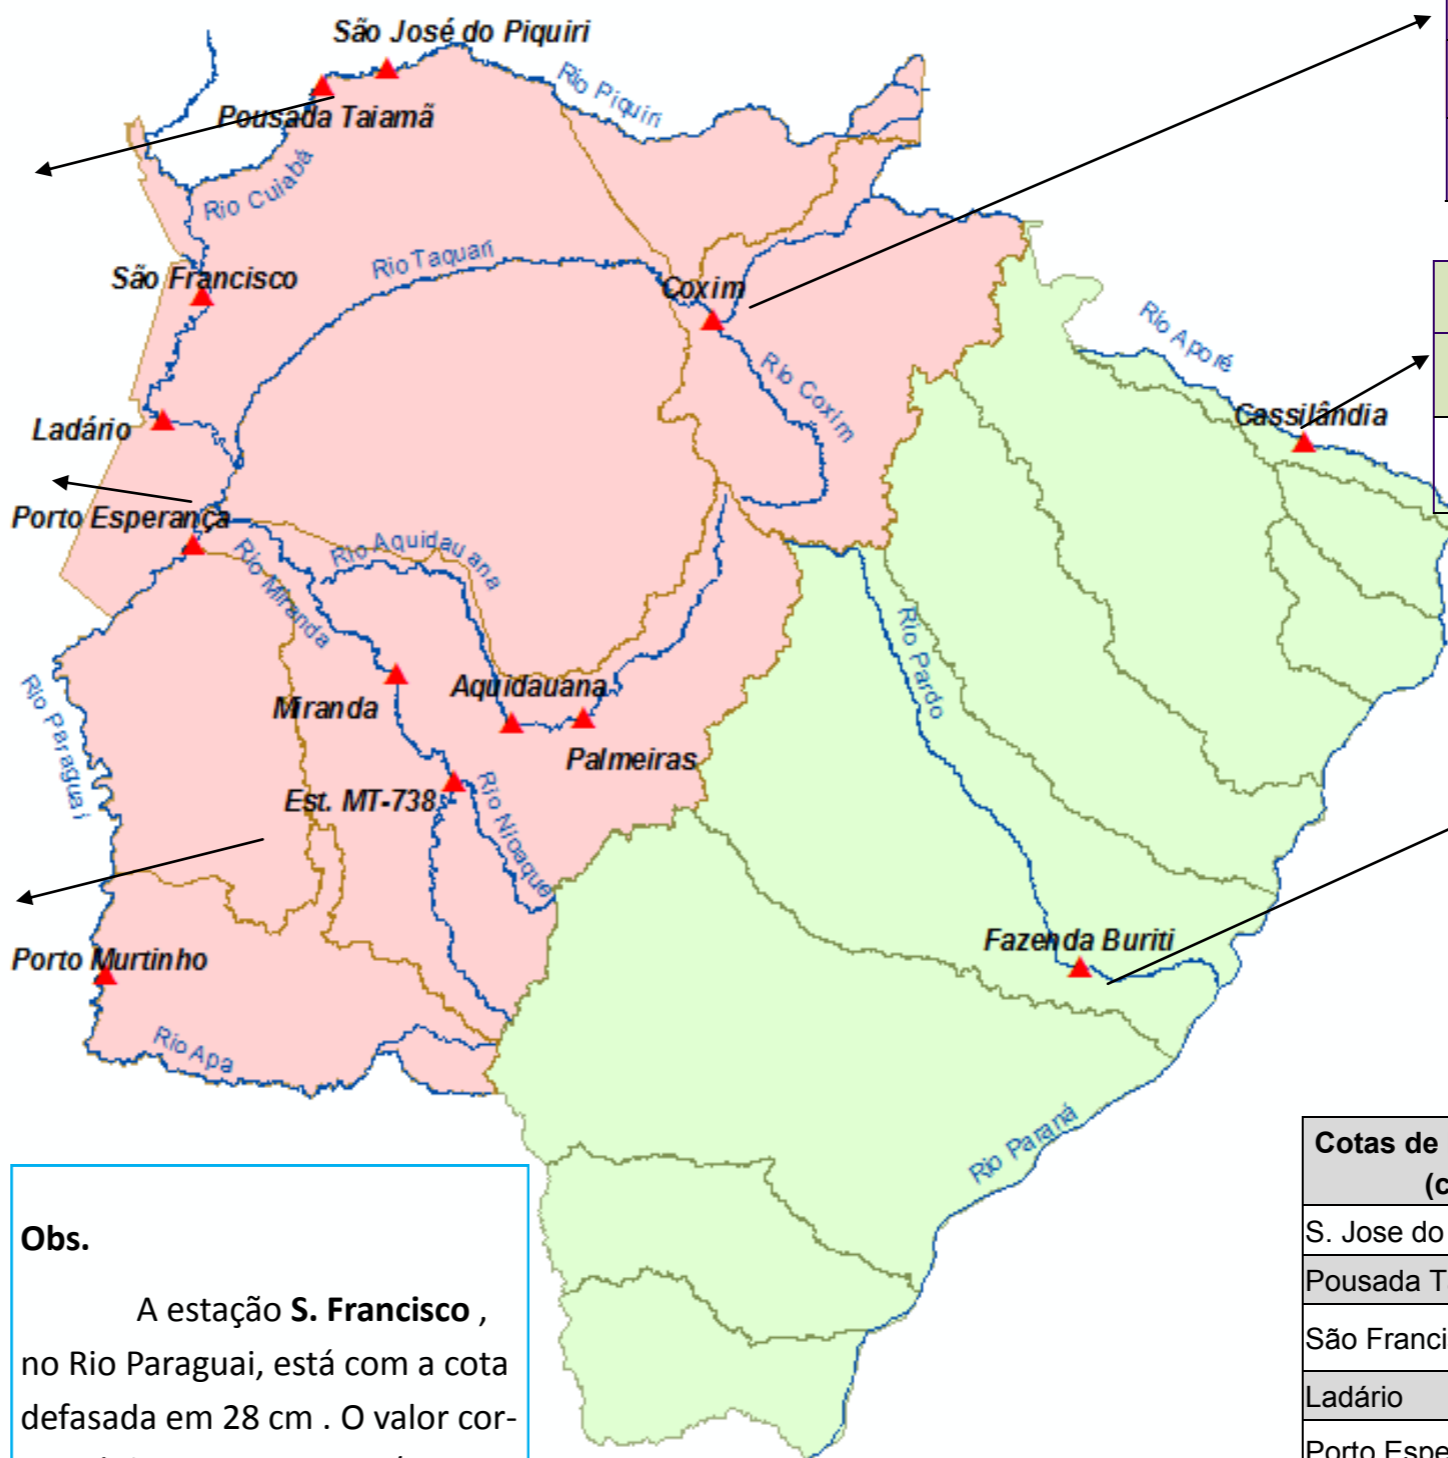 São José do Piquiri
Rio Piquiri
Pousada Taiamã
Rio Cuiabá
Rio Taquari
São Francisco
Coxim
Rio Aporé
Rio Coxim
Cassilândia
Ladário
Porto Esperança
Rio Aquidauana
Rio Miranda
Rio Pardo
Rio Paraguai
Aquidauana
Miranda
Palmeiras
Est. MT-738
Rio Nioaque
Fazenda Buriti
Porto Murtinho
Rio Apa
Rio Paraná
Obs.
A estação S. Francisco ,
no Rio Paraguai, está com a cota
defasada em 28 cm . O valor cor-
Cotas de
(c
S. Jose do
Pousada T
São Franci
Ladário
Porto Espe